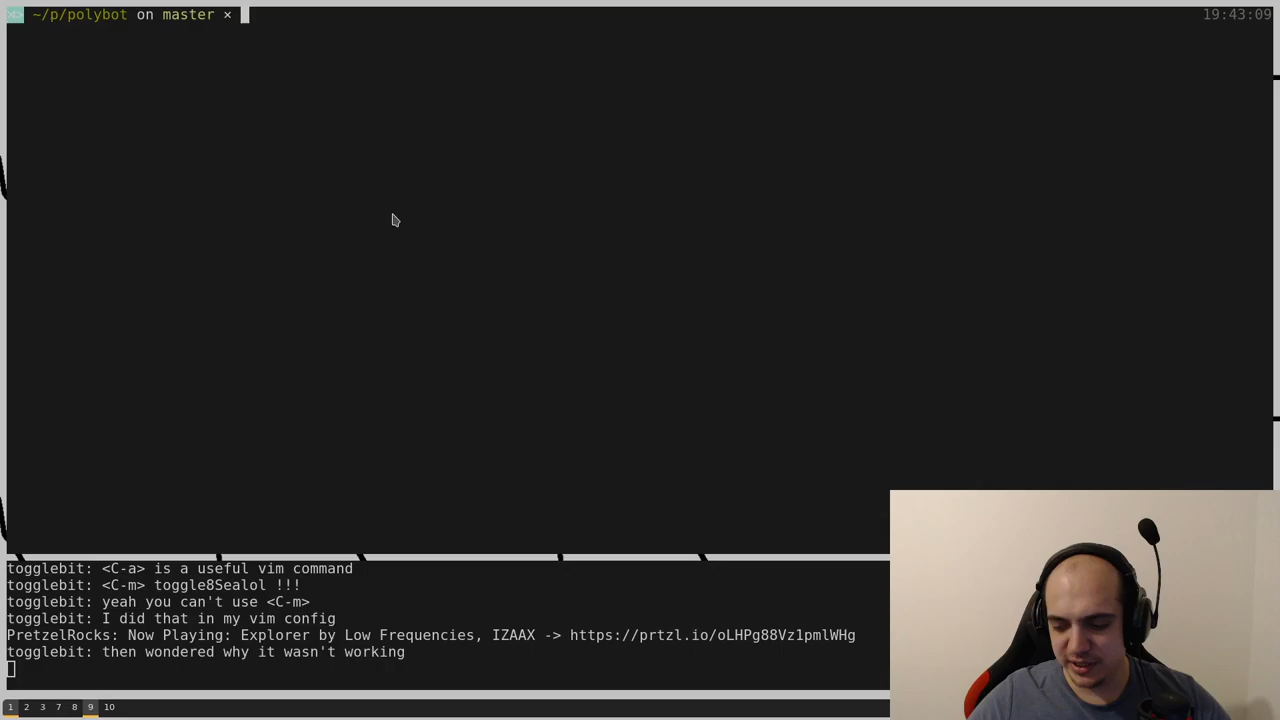 ~/p/polybot on master ×
19:43:09
togglebit: <C-a> is a useful vim command
togglebit: <C-m> toggle8Sealol !!!
togglebit: yeah you can't use <C-m>
togglebit: I did that in my vim config
PretzelRocks: Now Playing: Explorer by Low Frequencies, IZAAX -> https://prtzl.io/oLHPg88Vz1pmlWHg
togglebit: then wondered why it wasn't working
1 2 3 7 8 9 10